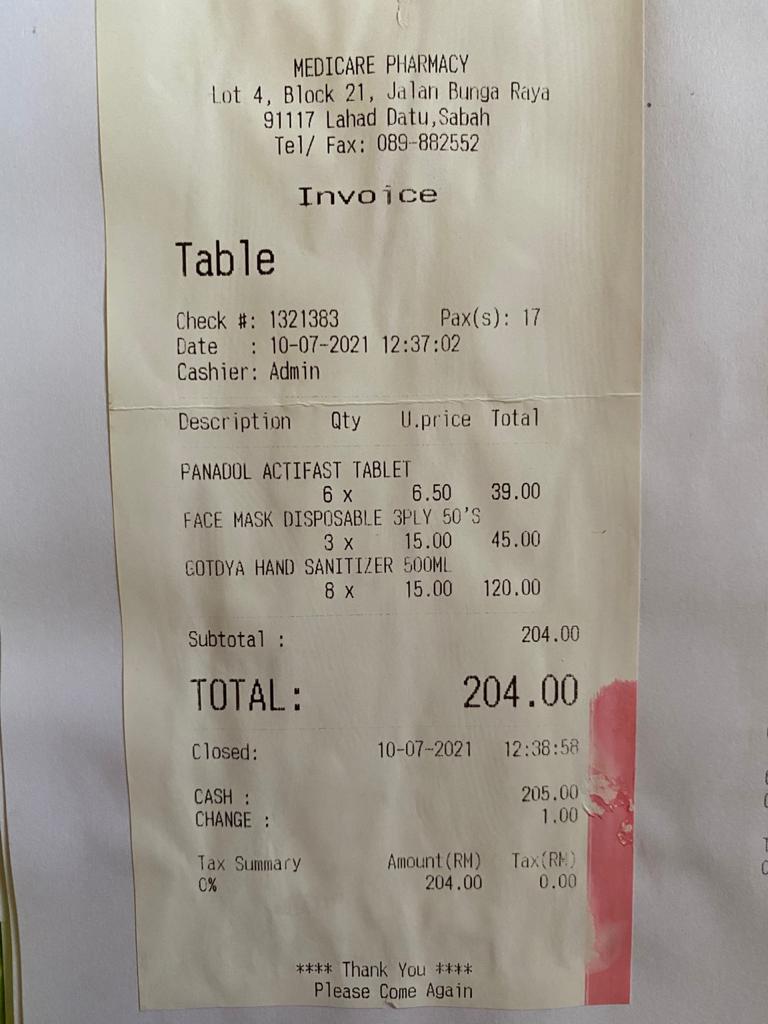 MEDICARE PHARMACY
Lot 4, Block 21, Jalan Bunga Raya
91117 Lahad Datu,Sabah
Tel/ Fax: 089-882552
Invoice
Table
Check #: 1321383 Pax(s): 17
Date : 10-07-2021 12:37:02
Cashier: Admin
Description Qty U.price Total
PANADOL ACTIFAST TABLET
6 x 6.50 39.00
FACE MASK DISPOSABLE 3PLY 50'S
3 x 15.00 45.00
GOTDYA HAND SANITIZER 500ML
8 x 15.00 120.00
Subtotal : 204.00
TOTAL: 204.00
Closed: 10-07-2021 12:38:58
CASH : 205.00
CHANGE : 1.00
Tax Summary Amount(RM) Tax(RM)
0% 204.00 0.00
**** Thank You ****
Please Come Again